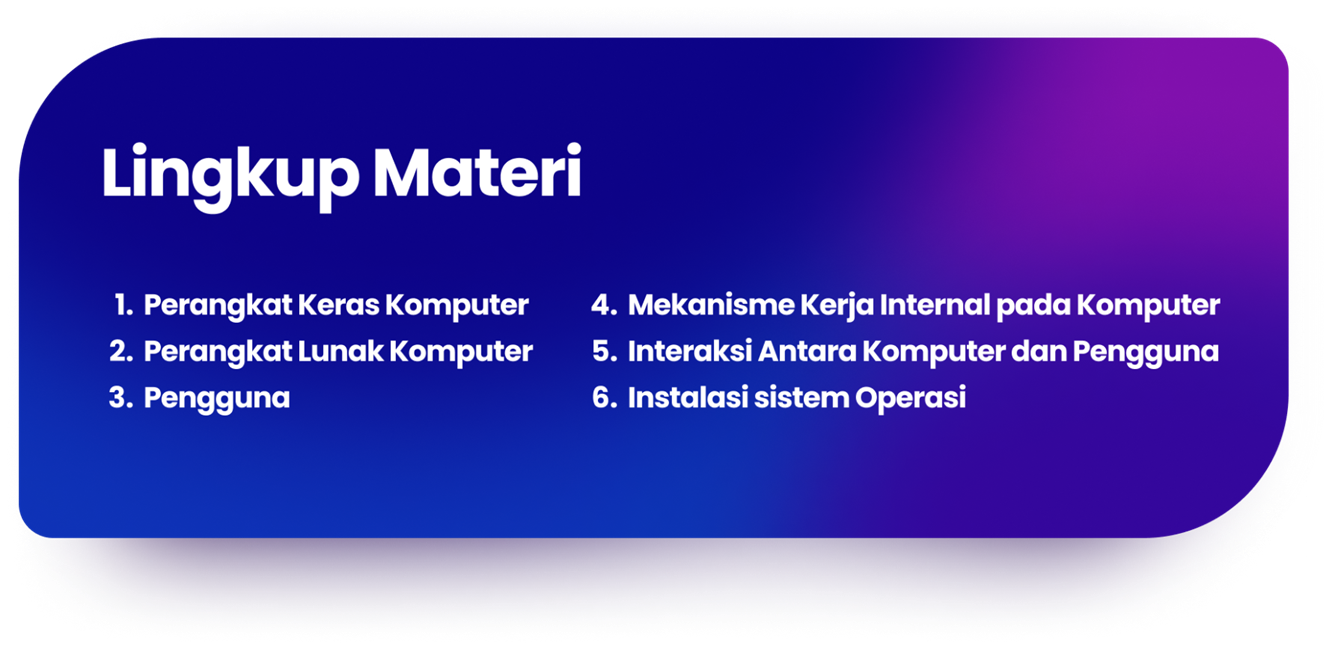 Lingkup Materi
1. Perangkat Keras Komputer
2. Perangkat Lunak Komputer
3. Pengguna
4. Mekanisme Kerja Internal pada Komputer
5. Interaksi Antara Komputer dan Pengguna
6. Instalasi sistem Operasi